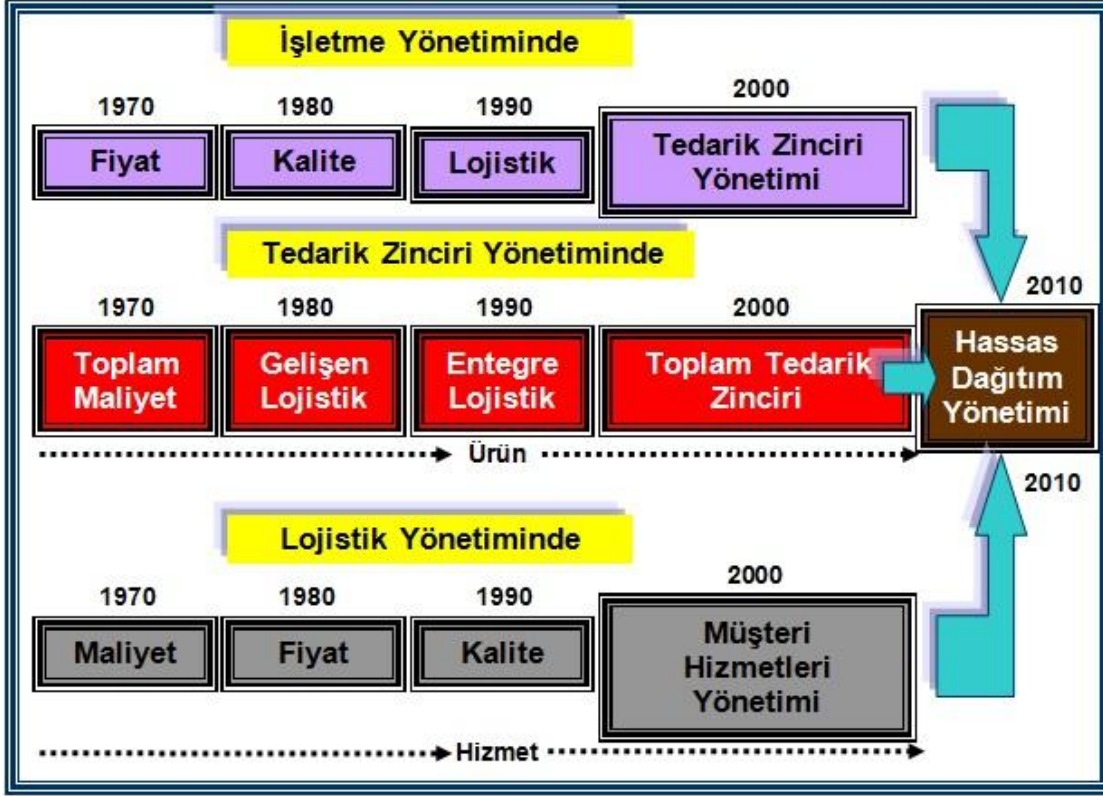 İşletme Yönetiminde
1970
1980
1990
2000
Fiyat
Kalite
Lojistik
Tedarik Zinciri
Yönetimi
Tedarik Zinciri Yönetiminde
1970
1980
1990
2000
2010
Toplam
Maliyet
Gelişen
Lojistik
Entegre
Lojistik
Toplam Tedarik
Zinciri
Hassas
Dağıtım
Yönetimi
Ürün
2010
Lojistik Yönetiminde
1970
1980
1990
2000
Maliyet
Fiyat
Kalite
Müşteri
Hizmetleri
Yönetimi
Hizmet